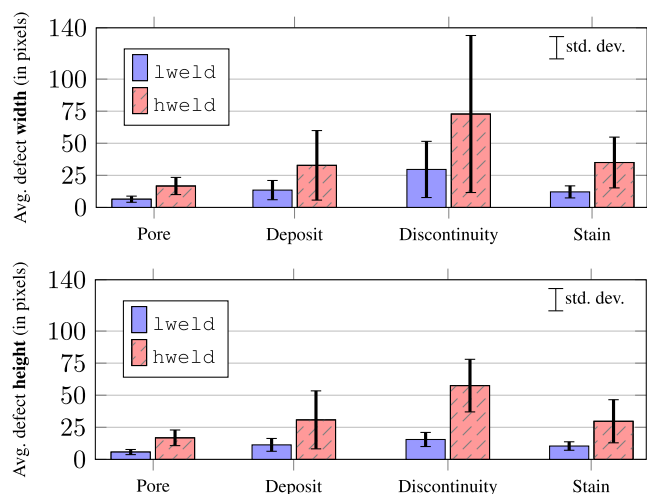 Avg. defect width (in pixels)
140
100
75
50
25
0
lweld
hweld
std. dev.
Pore Deposit Discontinuity Stain
Avg. defect height (in pixels)
140
100
75
50
25
0
lweld
hweld
std. dev.
Pore Deposit Discontinuity Stain